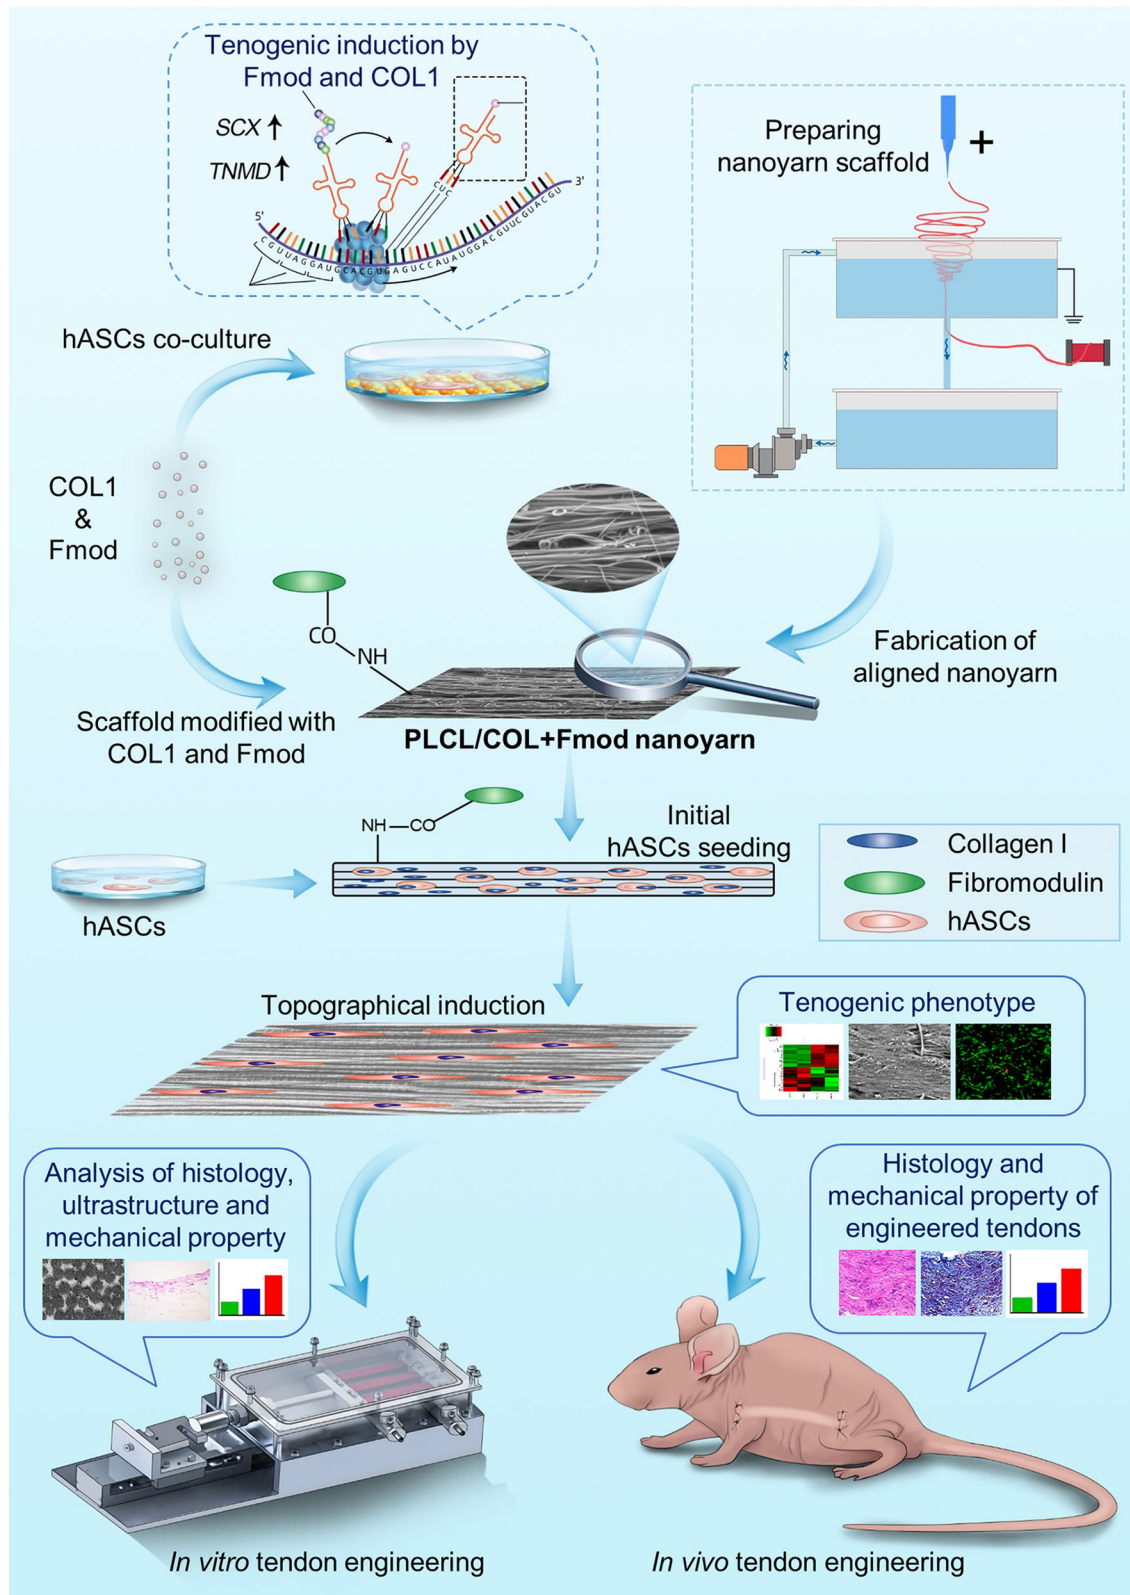 Tenogenic induction by
Fmod and COL1
SCX ↑
TNMD ↑
5'
3'
CUC
CGUUAGGAUGCACGUGAGUCCAUAUGGACGUUCGUACGU
Preparing
nanoyarn scaffold
+
hASCs co-culture
COL1
&
Fmod
CO
NH
Fabrication of
aligned nanoyarn
Scaffold modified with
COL1 and Fmod
PLCL/COL+Fmod nanoyarn
NH—CO
Initial
hASCs seeding
hASCs
Collagen I
Fibromodulin
hASCs
Topographical induction
Tenogenic phenotype
Analysis of histology,
ultrastructure and
mechanical property
Histology and
mechanical property of
engineered tendons
In vitro tendon engineering
In vivo tendon engineering